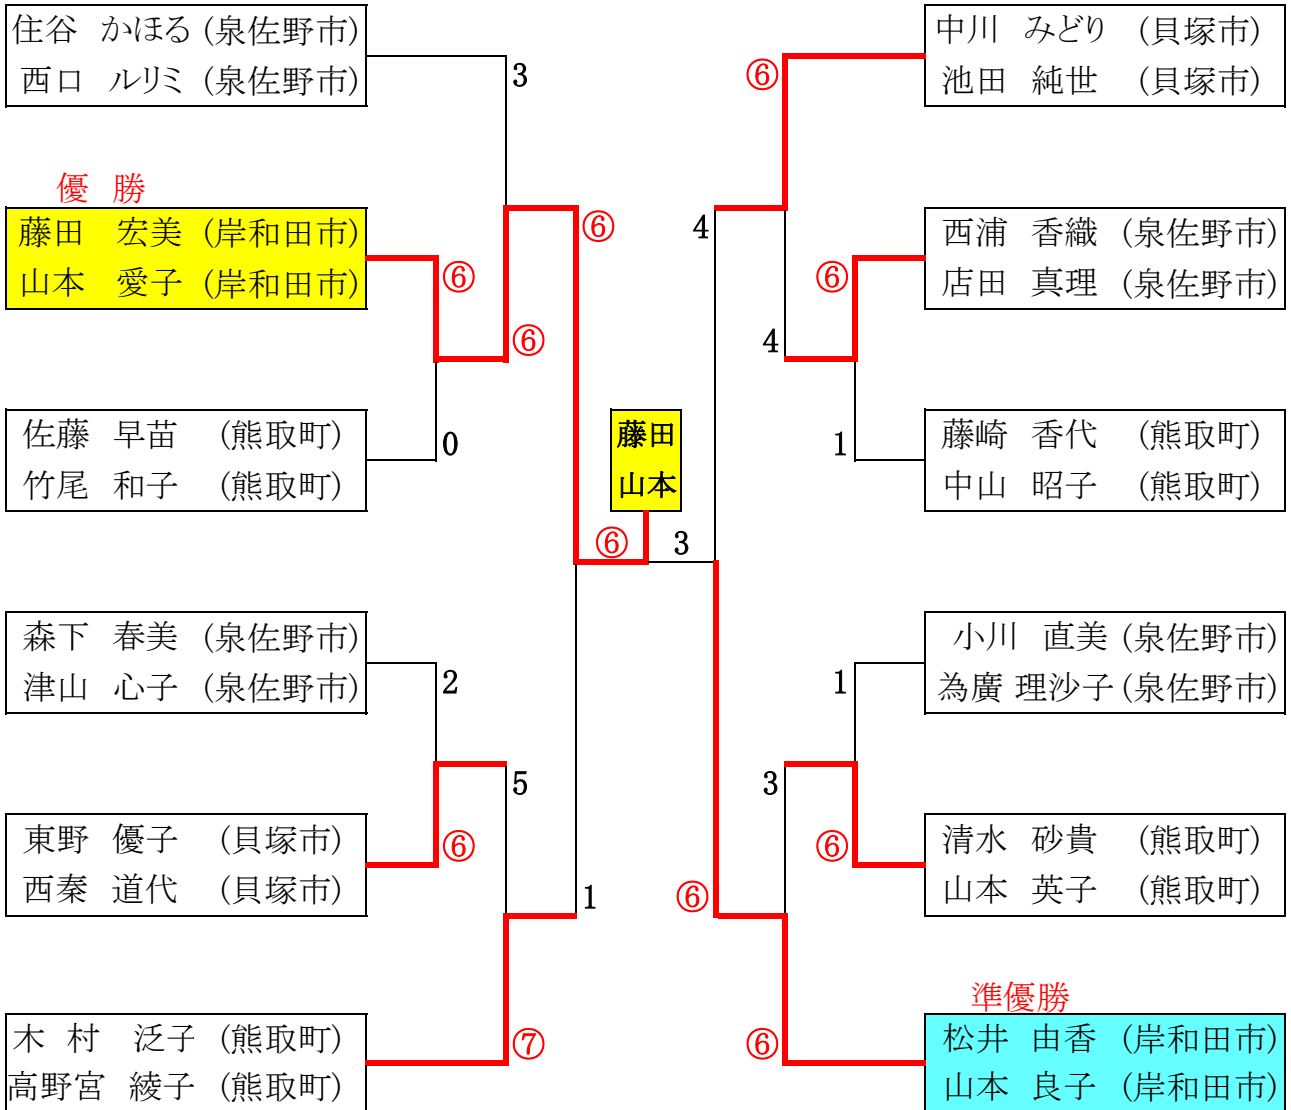 住谷 かほる (泉佐野市)
西口 ルリミ (泉佐野市)
3
優 勝
藤田 宏美 (岸和田市)
山本 愛子 (岸和田市)
⑥
⑥
⑥
佐藤 早苗 (熊取町)
竹尾 和子 (熊取町)
0
森下 春美 (泉佐野市)
津山 心子 (泉佐野市)
2
5
東野 優子 (貝塚市)
西秦 道代 (貝塚市)
⑥
1
木 村 泛子 (熊取町)
高野宮 綾子 (熊取町)
⑦
藤田
山本
⑥
3
中川 みどり (貝塚市)
池田 純世 (貝塚市)
⑥
4
西浦 香織 (泉佐野市)
店田 真理 (泉佐野市)
⑥
4
藤崎 香代 (熊取町)
中山 昭子 (熊取町)
1
小川 直美 (泉佐野市)
為廣 理沙子 (泉佐野市)
1
3
清水 砂貴 (熊取町)
山本 英子 (熊取町)
⑥
⑥
準優勝
松井 由香 (岸和田市)
山本 良子 (岸和田市)
⑥